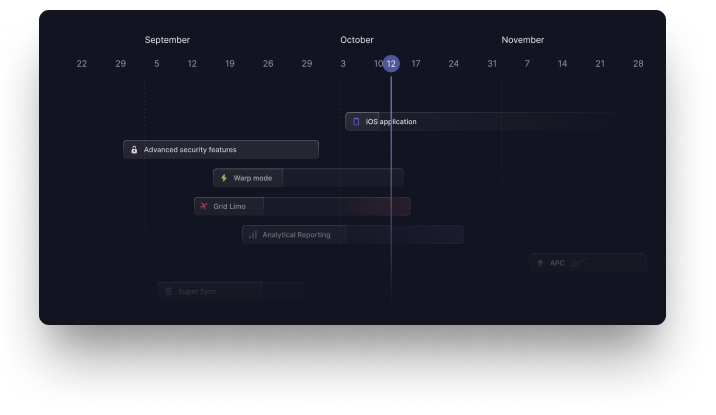 September October November
22 29 5 12 19 26 29 3 10 12 17 24 31 7 14 21 28
iOS application
Advanced security features
Warp mode
Grid Limo
Analytical Reporting
APC
Super Sync